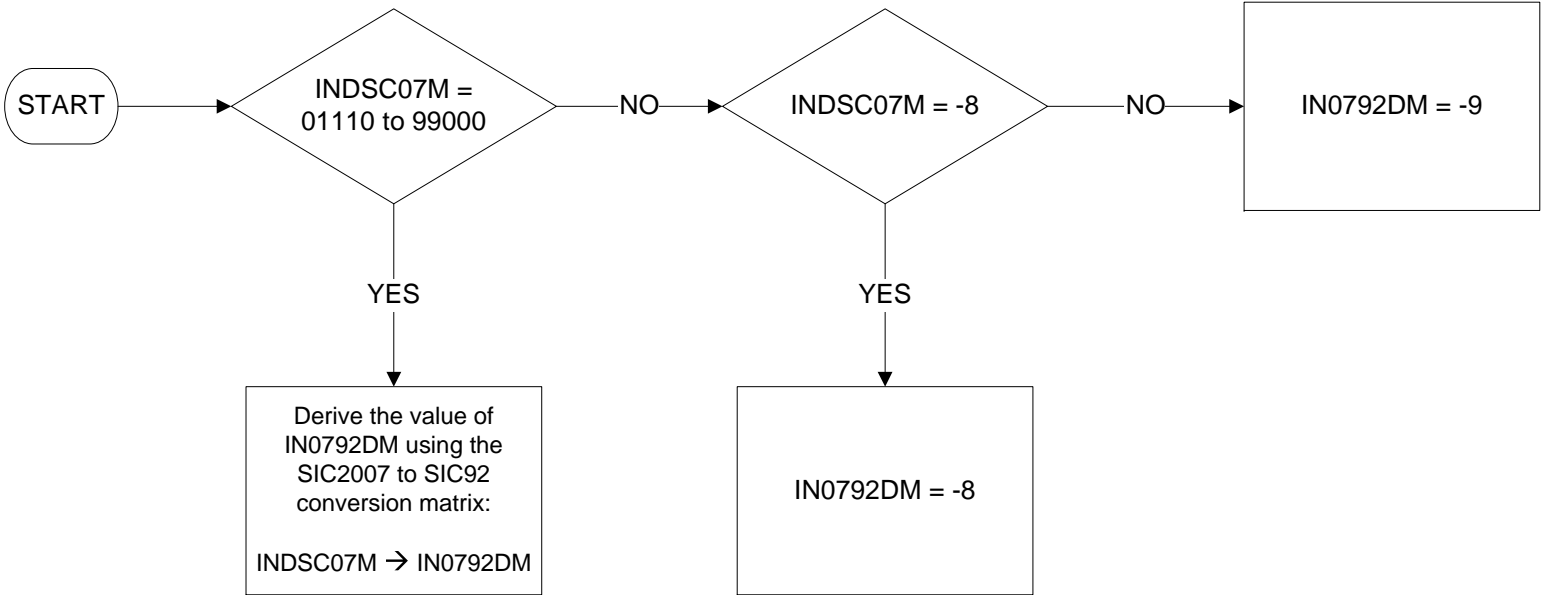 START
INDSC07M =
01110 to 99000
NO
INDSC07M = -8
NO
IN0792DM = -9
YES
YES
Derive the value of
IN0792DM using the
SIC2007 to SIC92
conversion matrix:
INDSC07M → IN0792DM
IN0792DM = -8